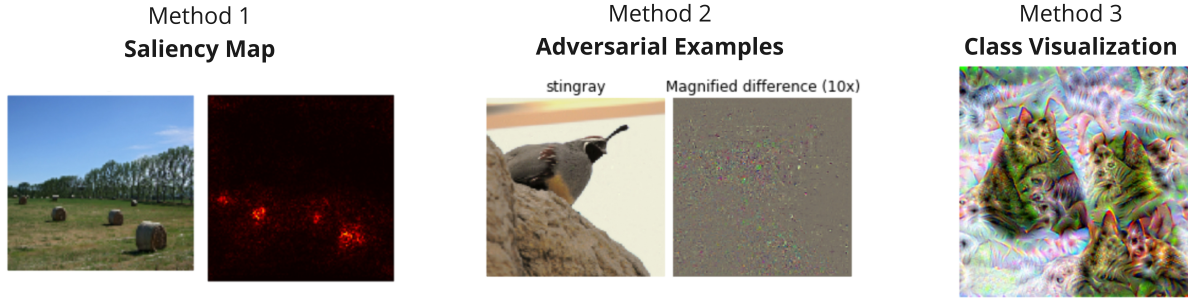 Method 1
Saliency Map
Method 2
Adversarial Examples
stingray
Magnified difference (10x)
Method 3
Class Visualization